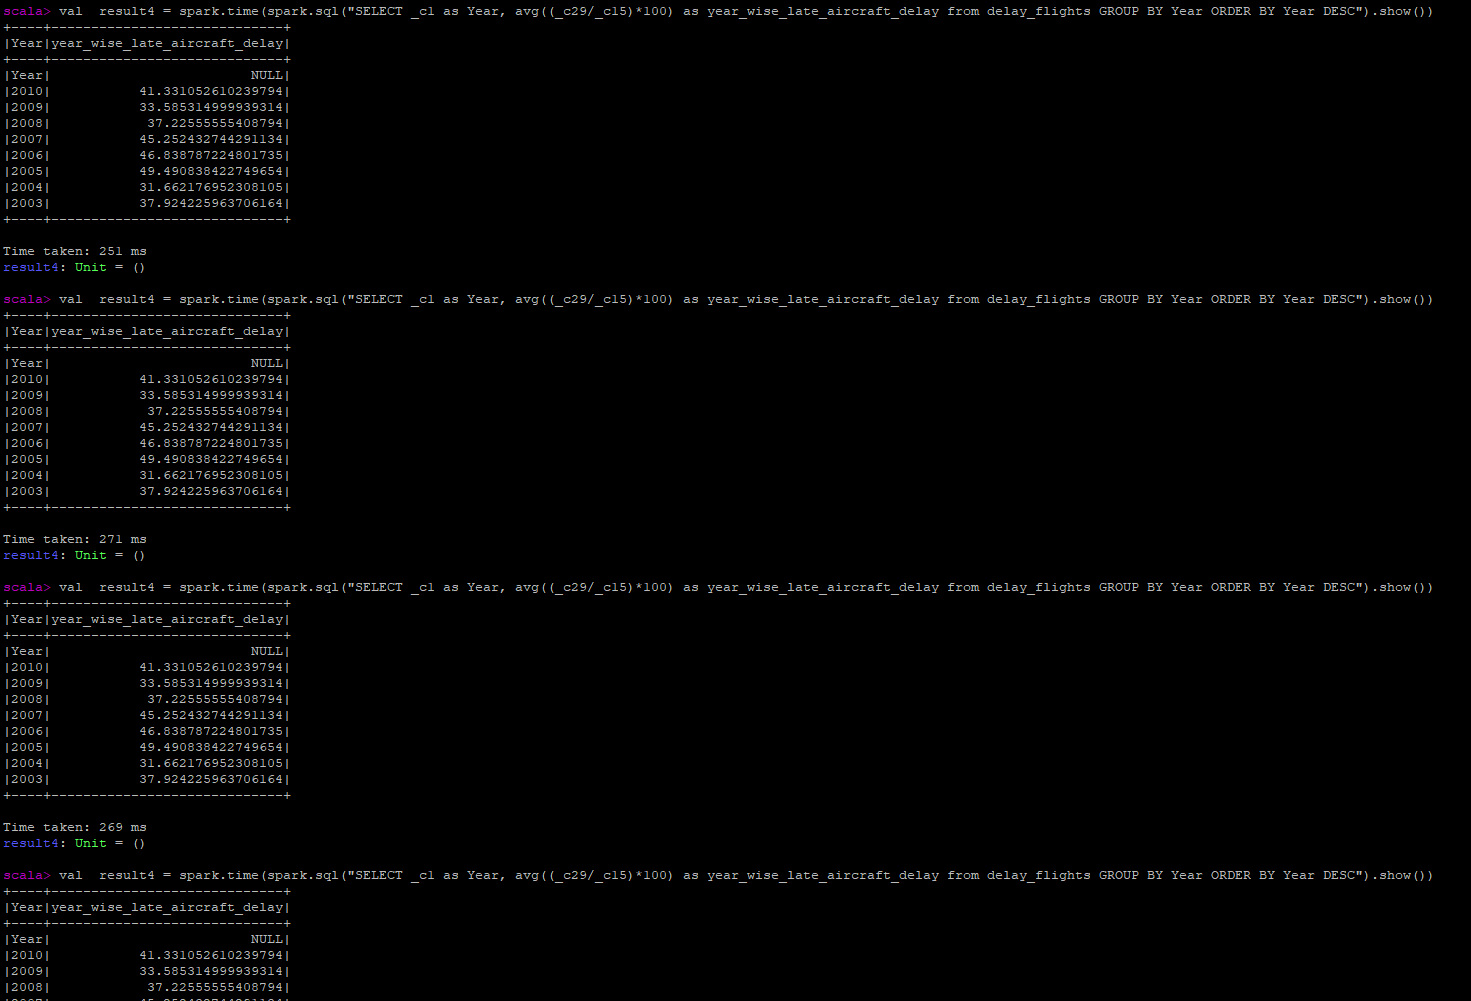 scala> val  result4 = spark.time(spark.sql("SELECT _c1 as Year, avg((_c29/_c15)*100) as year_wise_late_aircraft_delay from delay_flights GROUP BY Year ORDER BY Year DESC").show())
+----+-----------------------------+
|Year|year_wise_late_aircraft_delay|
+----+-----------------------------+
|Year|                         NULL|
|2010|           41.331052610239794|
|2009|           33.585314999939314|
|2008|            37.22555555408794|
|2007|           45.252432744291134|
|2006|           46.838787224801735|
|2005|           49.490838422749654|
|2004|           31.662176952308105|
|2003|           37.924225963706164|
+----+-----------------------------+
Time taken: 251 ms
result4: Unit = ()
scala> val  result4 = spark.time(spark.sql("SELECT _c1 as Year, avg((_c29/_c15)*100) as year_wise_late_aircraft_delay from delay_flights GROUP BY Year ORDER BY Year DESC").show())
+----+-----------------------------+
|Year|year_wise_late_aircraft_delay|
+----+-----------------------------+
|Year|                         NULL|
|2010|           41.331052610239794|
|2009|           33.585314999939314|
|2008|            37.22555555408794|
|2007|           45.252432744291134|
|2006|           46.838787224801735|
|2005|           49.490838422749654|
|2004|           31.662176952308105|
|2003|           37.924225963706164|
+----+-----------------------------+
Time taken: 271 ms
result4: Unit = ()
scala> val  result4 = spark.time(spark.sql("SELECT _c1 as Year, avg((_c29/_c15)*100) as year_wise_late_aircraft_delay from delay_flights GROUP BY Year ORDER BY Year DESC").show())
+----+-----------------------------+
|Year|year_wise_late_aircraft_delay|
+----+-----------------------------+
|Year|                         NULL|
|2010|           41.331052610239794|
|2009|           33.585314999939314|
|2008|            37.22555555408794|
|2007|           45.252432744291134|
|2006|           46.838787224801735|
|2005|           49.490838422749654|
|2004|           31.662176952308105|
|2003|           37.924225963706164|
+----+-----------------------------+
Time taken: 269 ms
result4: Unit = ()
scala> val  result4 = spark.time(spark.sql("SELECT _c1 as Year, avg((_c29/_c15)*100) as year_wise_late_aircraft_delay from delay_flights GROUP BY Year ORDER BY Year DESC").show())
+----+-----------------------------+
|Year|year_wise_late_aircraft_delay|
+----+-----------------------------+
|Year|                         NULL|
|2010|           41.331052610239794|
|2009|           33.585314999939314|
|2008|            37.22555555408794|